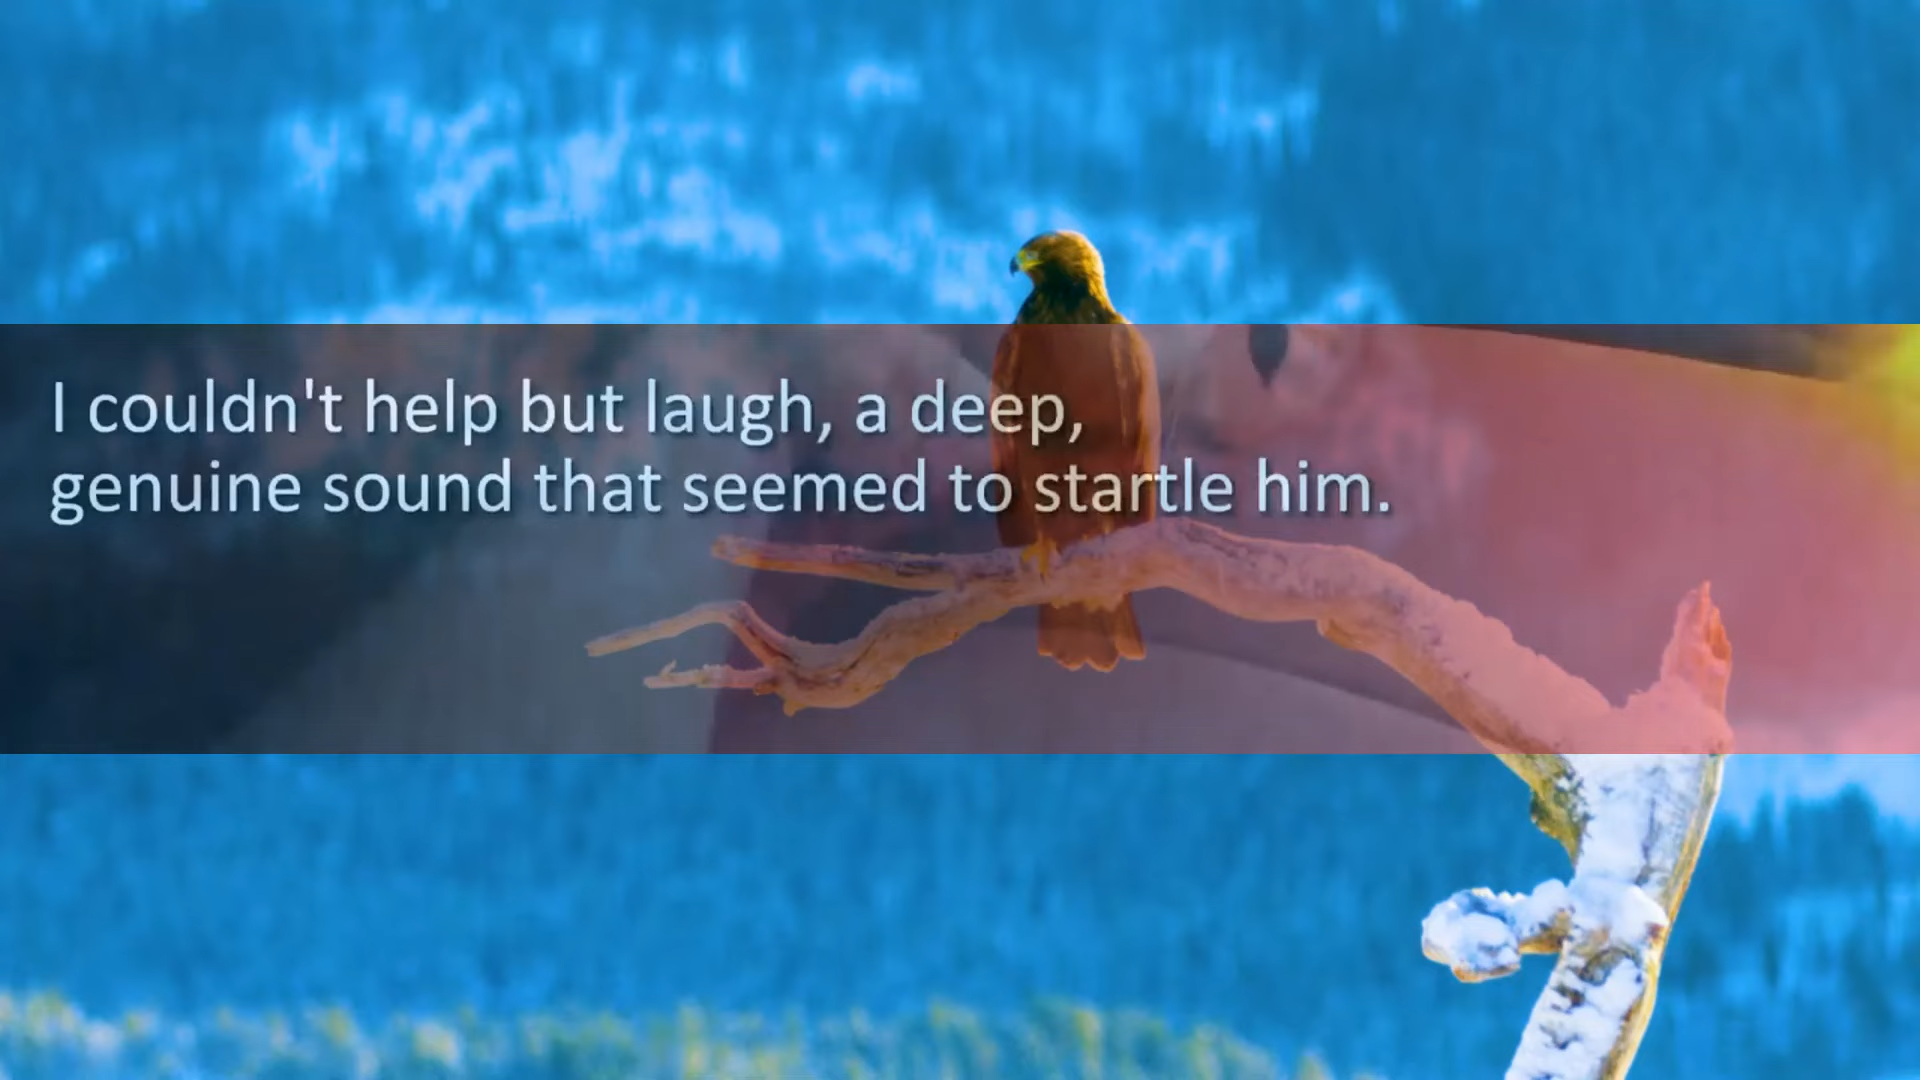 I couldn't help but laugh, a deep,
genuine sound that seemed to startle him.